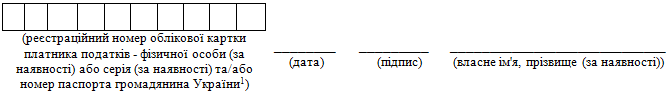 (реєстраційний номер облікової картки
платника податків - фізичної особи (за
наявності) або серія (за наявності) та/або
номер паспорта громадянина України¹)
(дата)
(підпис)
(власне ім'я, прізвище (за наявності))